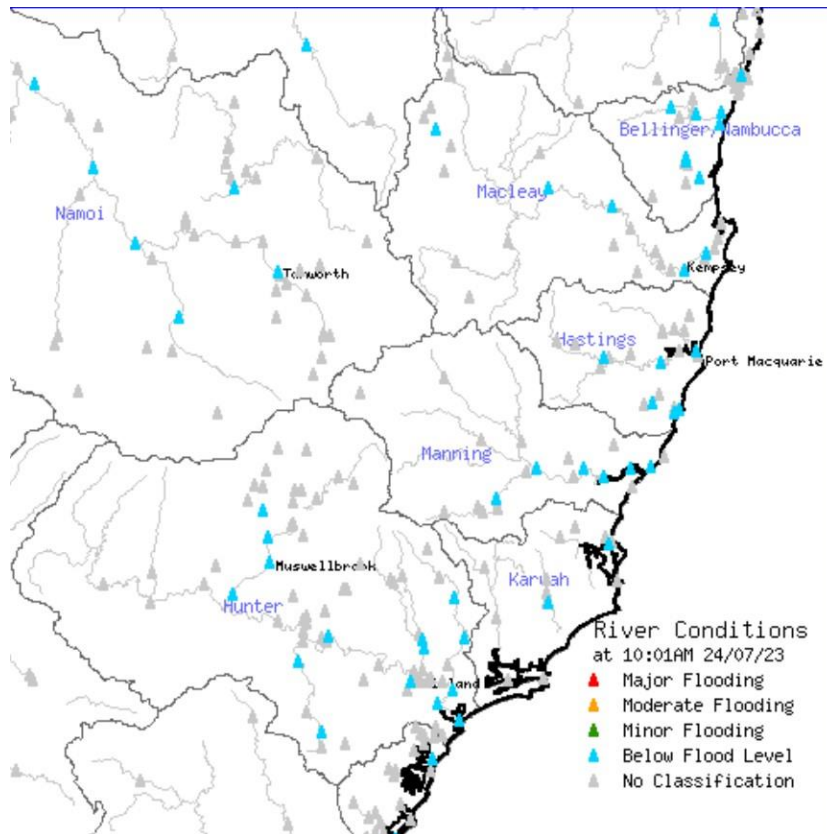 Bellinger/Nambucca
Macleay
Namoi
Kempsey
Tamworth
Hastings
Port Macquarie
Manning
Muswellbrook
Karuah
Hunter
River Conditions
at 10:01AM 24/07/23
Major Flooding
Moderate Flooding
Minor Flooding
Below Flood Level
No Classification